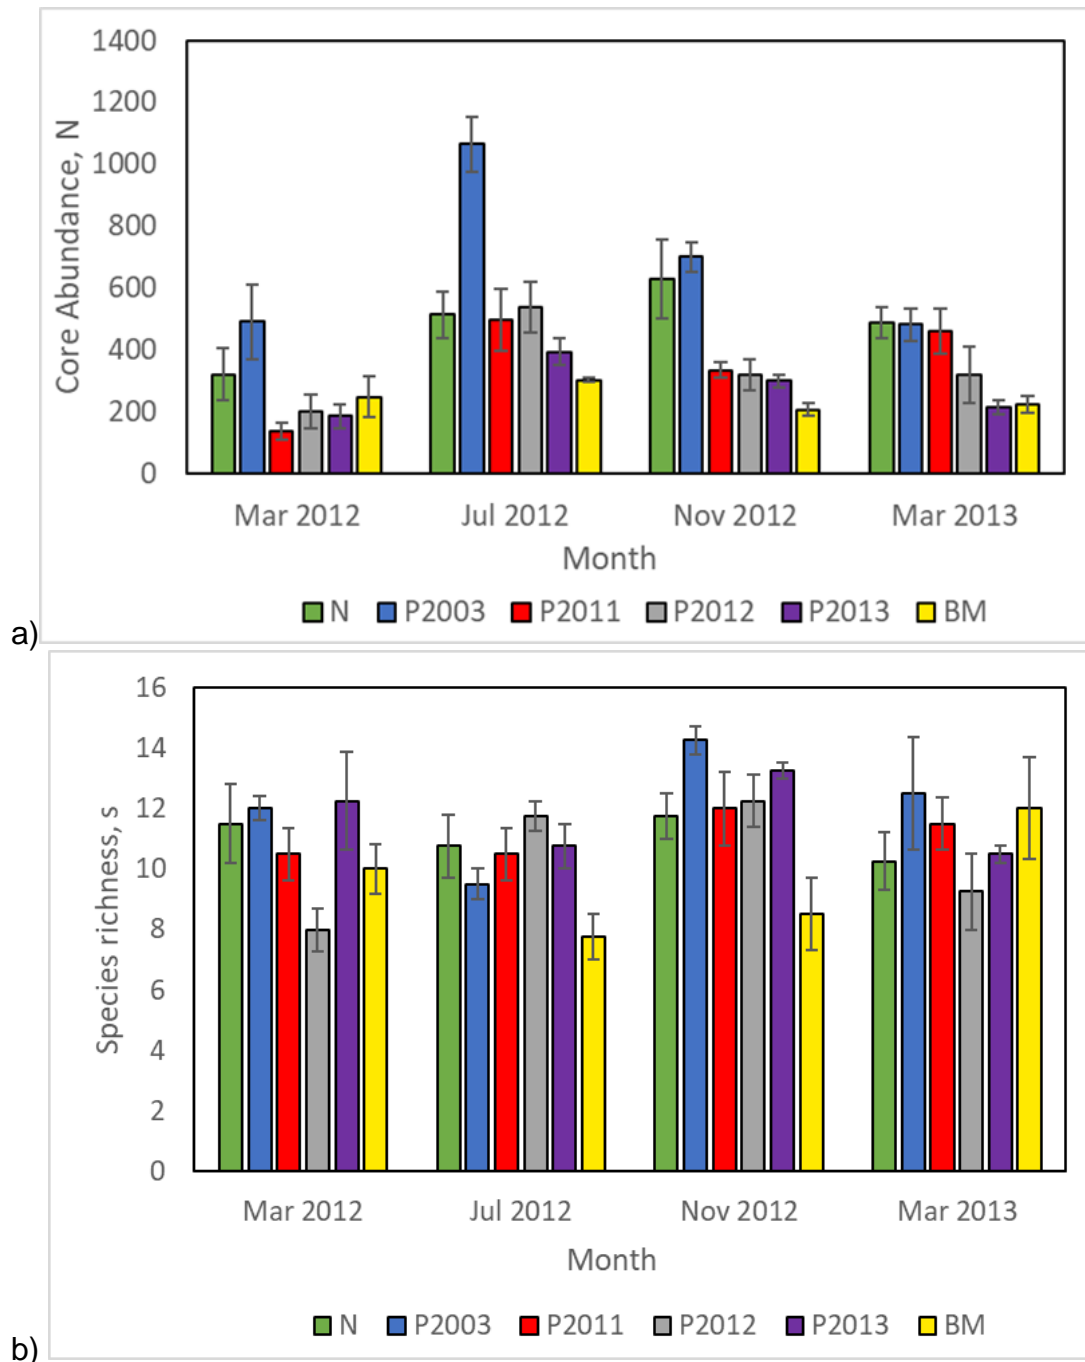 1400
1200
1000
800
600
400
200
0
Core Abundance, N
Mar 2012 Jul 2012 Nov 2012 Mar 2013
Month
N P2003 P2011 P2012 P2013 BM
a)
16
14
12
10
8
6
4
2
0
Species richness, s
Mar 2012 Jul 2012 Nov 2012 Mar 2013
Month
N P2003 P2011 P2012 P2013 BM
b)